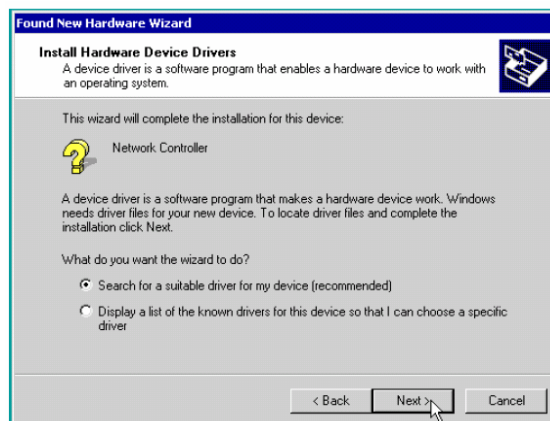 Found New Hardware Wizard
Install Hardware Device Drivers
A device driver is a software program that enables a hardware device to work with
an operating system.
This wizard will complete the installation for this device:
Network Controller
A device driver is a software program that makes a hardware device work. Windows
needs driver files for your new device. To locate driver files and complete the
installation click Next.
What do you want the wizard to do?
Search for a suitable driver for my device (recommended)
Display a list of the known drivers for this device so that I can choose a specific
driver
< Back Next > Cancel